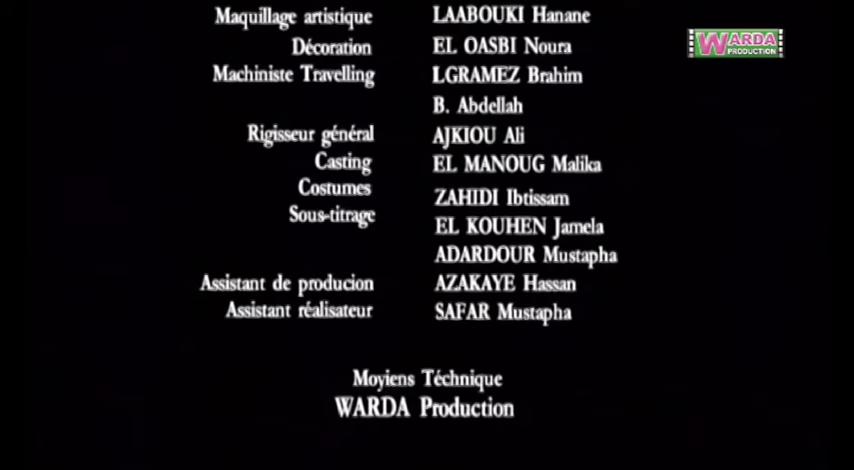 Maquillage artistique LAABOUKI Hanane
Décoration EL OASBI Noura
Machiniste Travelling LGRAMEZ Brahim
B. Abdellah
Rigisseur général AJKIOU Ali
Casting EL MANOUG Malika
Costumes ZAHIDI Ibtissam
Sous-titrage EL KOUHEN Jamela
ADARDOUR Mustapha
Assistant de producion AZAKAYE Hassan
Assistant réalisateur SAFAR Mustapha
Moyiens Téchnique
WARDA Production
WARDA
PRODUCTION